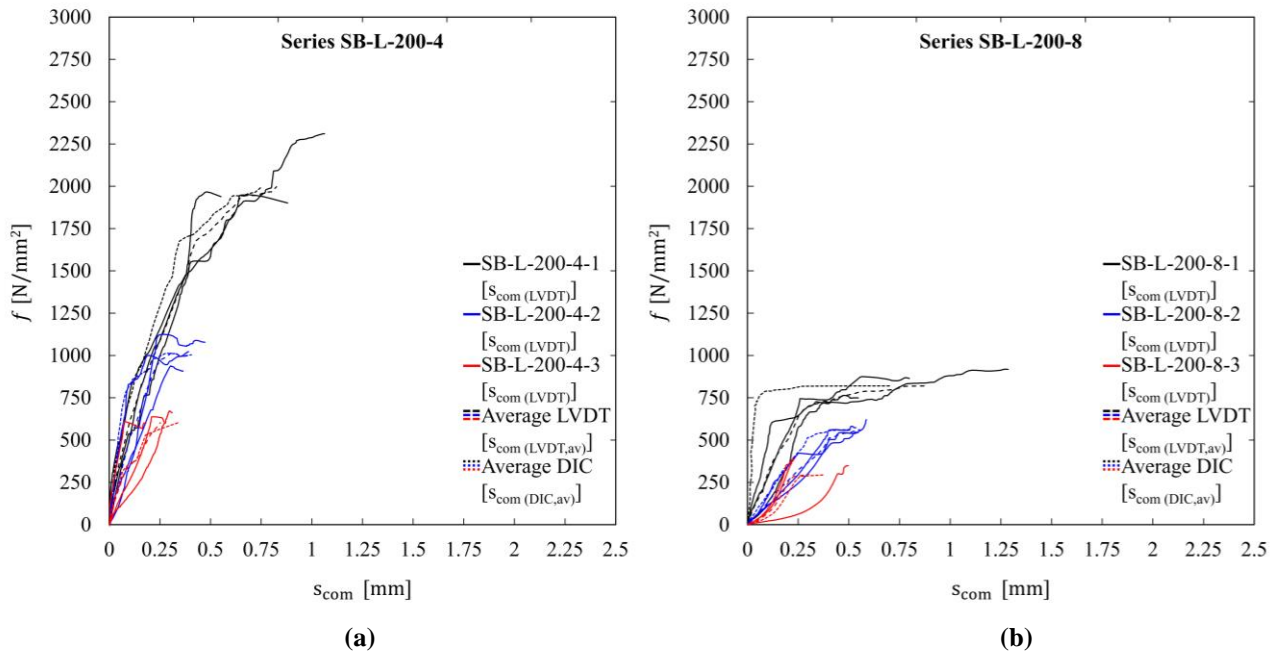 Series SB-L-200-4
3000
2750
2500
2250
2000
1750
1500
1250
1000
750
500
250
0
f [N/mm²]
SB-L-200-4-1
[s_com (LVDT)]
SB-L-200-4-2
[s_com (LVDT)]
SB-L-200-4-3
[s_com (LVDT)]
Average LVDT
[s_com (LVDT,av)]
Average DIC
[s_com (DIC,av)]
0 0.25 0.5 0.75 1 1.25 1.5 1.75 2 2.25 2.5
s_com [mm]
(a)
Series SB-L-200-8
3000
2750
2500
2250
2000
1750
1500
1250
1000
750
500
250
0
f [N/mm²]
SB-L-200-8-1
[s_com (LVDT)]
SB-L-200-8-2
[s_com (LVDT)]
SB-L-200-8-3
[s_com (LVDT)]
Average LVDT
[s_com (LVDT,av)]
Average DIC
[s_com (DIC,av)]
0 0.25 0.5 0.75 1 1.25 1.5 1.75 2 2.25 2.5
s_com [mm]
(b)